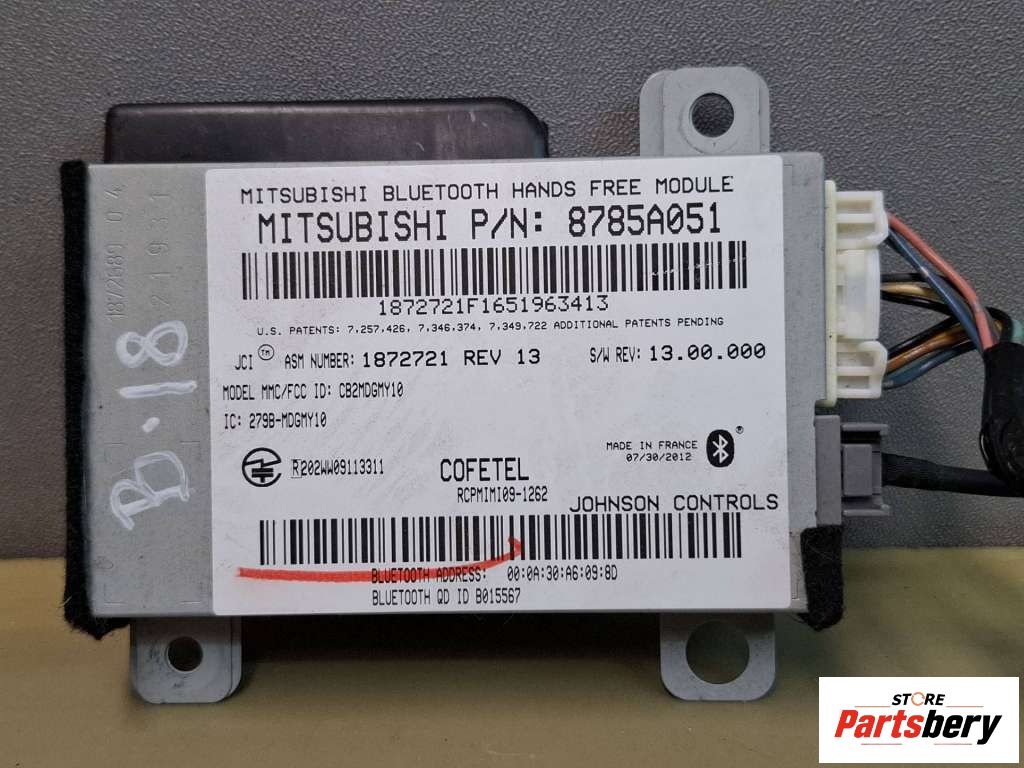 MITSUBISHI BLUETOOTH HANDS FREE MODULE
MITSUBISHI P/N: 8785A051
1872721F1651963413
U.S. PATENTS: 7,257,426, 7,346,374, 7,349,722 ADDITIONAL PATENTS PENDING
JCI TM ASM NUMBER: 1872721 REV 13 S/W REV: 13.00.000
MODEL MMC/FCC ID: CB2MDGMY10
IC: 279B-MDGMY10
R 202WW09113311
COFETEL
RCPMIMI09-1262
MADE IN FRANCE
07/30/2012
®
JOHNSON CONTROLS
BLUETOOTH ADDRESS: 00:0A:30:A6:09:8D
BLUETOOTH QD ID B015567
21931
B-18
STORE
Partsbery